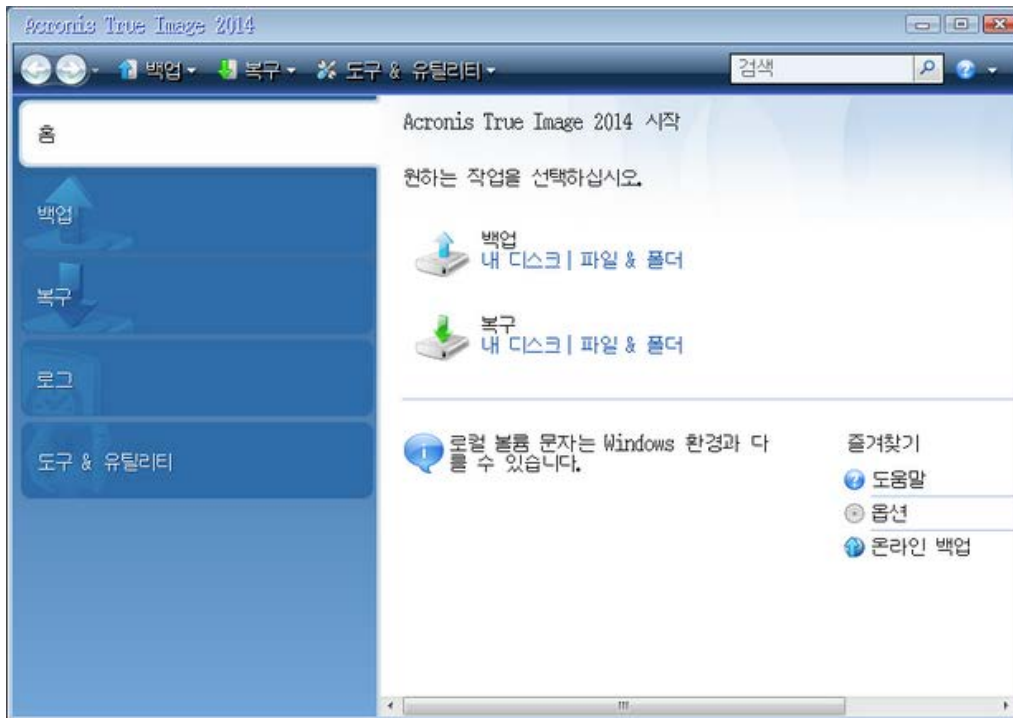 Acronis True Image 2014
백업 복구 도구 & 유틸리티 검색
홈
백업
복구
로그
도구 & 유틸리티
Acronis True Image 2014 시작
원하는 작업을 선택하십시오.
백업
내 디스크 | 파일 & 폴더
복구
내 디스크 | 파일 & 폴더
로컬 볼륨 문자는 Windows 환경과 다
를 수 있습니다.
즐겨찾기
도움말
옵션
온라인 백업